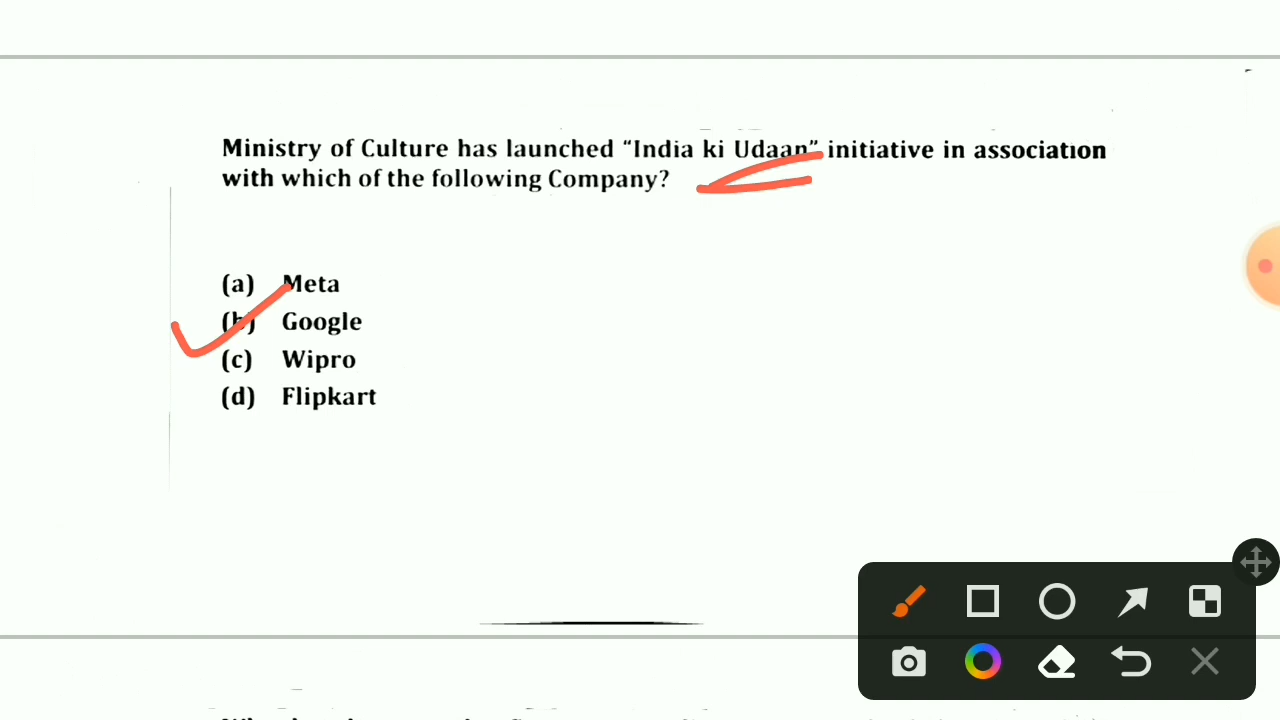 Ministry of Culture has launched “India ki Udaan” initiative in association
with which of the following Company?
(a) Meta
(b) Google
(c) Wipro
(d) Flipkart